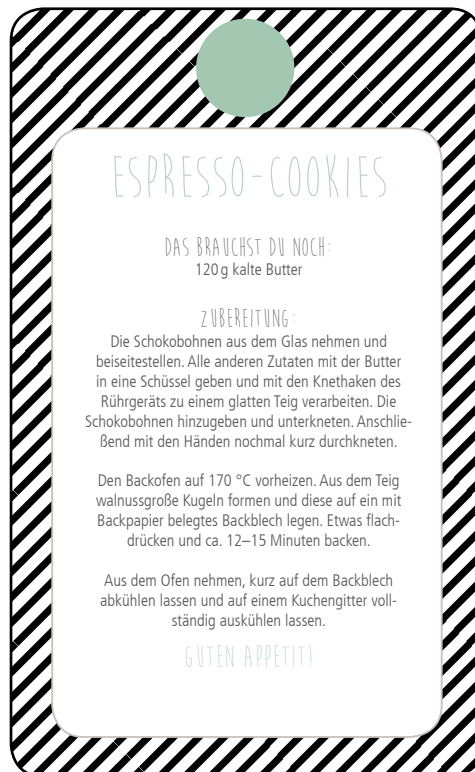 ESPRESSO-COOKIES
DAS BRAUCHST DU NOCH:
120 g kalte Butter
ZUBEREITUNG:
Die Schokobohnen aus dem Glas nehmen und
beiseitestellen. Alle anderen Zutaten mit der Butter
in eine Schüssel geben und mit den Knethaken des
Rührgeräts zu einem glatten Teig verarbeiten. Die
Schokobohnen hinzugeben und unterkneten. Anschlie-
ßend mit den Händen nochmal kurz durchkneten.
Den Backofen auf 170 °C vorheizen. Aus dem Teig
walnussgroße Kugeln formen und diese auf ein mit
Backpapier belegtes Backblech legen. Etwas flach-
drücken und ca. 12–15 Minuten backen.
Aus dem Ofen nehmen, kurz auf dem Backblech
abkühlen lassen und auf einem Kuchengitter voll-
ständig auskühlen lassen.
GUTEN APPETIT!